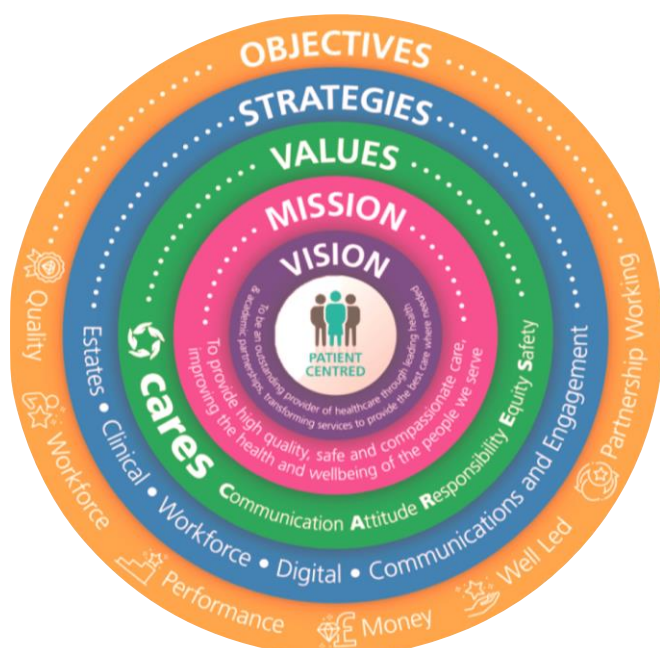 OBJECTIVES
STRATEGIES
VALUES
MISSION
VISION
PATIENT
CENTRED
To be an outstanding provider of healthcare through leading health
& academic partnerships, transforming services to provide the best care where needed
To provide high quality, safe and compassionate care,
improving the health and wellbeing of the people we serve
cares
Communication Attitude Responsibility Equity Safety
Estates • Clinical • Workforce • Digital • Communications and Engagement
Quality
Workforce
Performance
£ Money
Well Led
Partnership Working